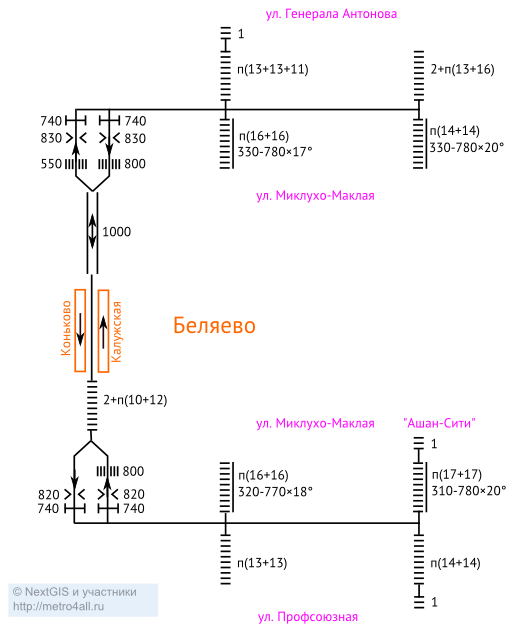 ул. Генерала Антонова
1
п(13+13+11)
2+п(13+16)
740
740
830
830
550
800
п(16+16)
330-780×17°
п(14+14)
330-780×20°
ул. Миклухо-Маклая
1000
Коньково
Калужская
Беляево
2+п(10+12)
ул. Миклухо-Маклая
"Ашан-Сити"
1
800
п(16+16)
320-770×18°
п(17+17)
310-780×20°
820
820
740
740
п(13+13)
п(14+14)
1
ул. Профсоюзная
© NextGIS и участники
http://metro4all.ru